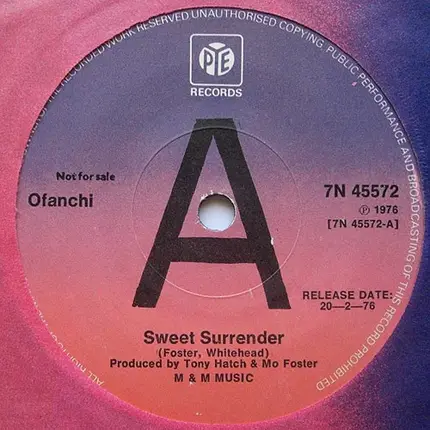 OF THE RECORDED WORK RESERVED UNAUTHORISED COPYING PUBLIC PERFORMANCE AND BROADCASTING OF THIS RECORD PROHIBITED
PYE
RECORDS
A
Not for sale
Ofanchi
7N 45572
℗ 1976
[7N 45572-A]
RELEASE DATE:
20—2—76
Sweet Surrender
(Foster, Whitehead)
Produced by Tony Hatch & Mo Foster
M & M MUSIC